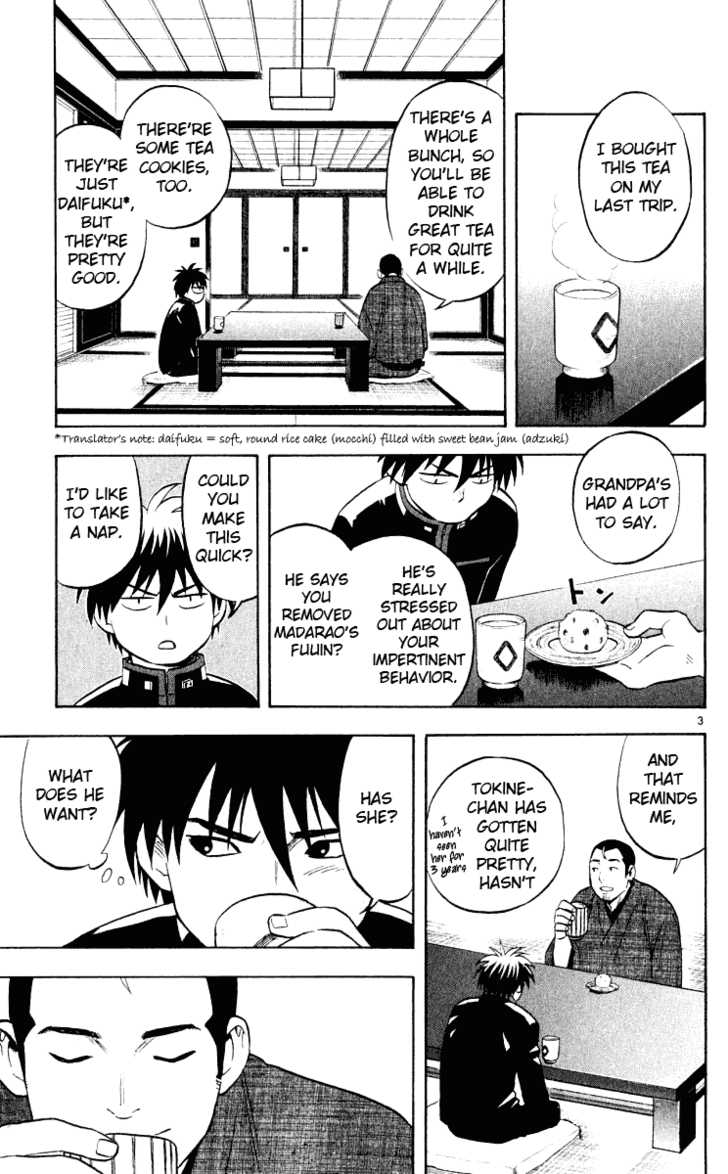 I BOUGHT
THIS TEA
ON MY
LAST TRIP.
THERE'S A
WHOLE
BUNCH, SO
YOU'LL BE
ABLE TO
DRINK
GREAT TEA
FOR QUITE
A WHILE.
THERE'RE
SOME TEA
COOKIES,
TOO.
THEY'RE
JUST
DAIFUKU*,
BUT
THEY'RE
PRETTY
GOOD.
*Translator's note: daifuku = soft, round rice cake (mocchi) filled with sweet bean jam (adzuki)
GRANDPA'S
HAD A LOT
TO SAY.
トン
HE'S
REALLY
STRESSED
OUT ABOUT
YOUR
IMPERTINENT
BEHAVIOR.
HE SAYS
YOU
REMOVED
MADARAO'S
FUUIN?
COULD
YOU
MAKE
THIS
QUICK?
I'D LIKE
TO TAKE
A NAP.
3
AND
THAT
REMINDS
ME,
TOKINE-
CHAN HAS
GOTTEN
QUITE
PRETTY,
HASN'T
I
haven't
seen
her for
3 years
HAS
SHE?
WHAT
DOES HE
WANT?